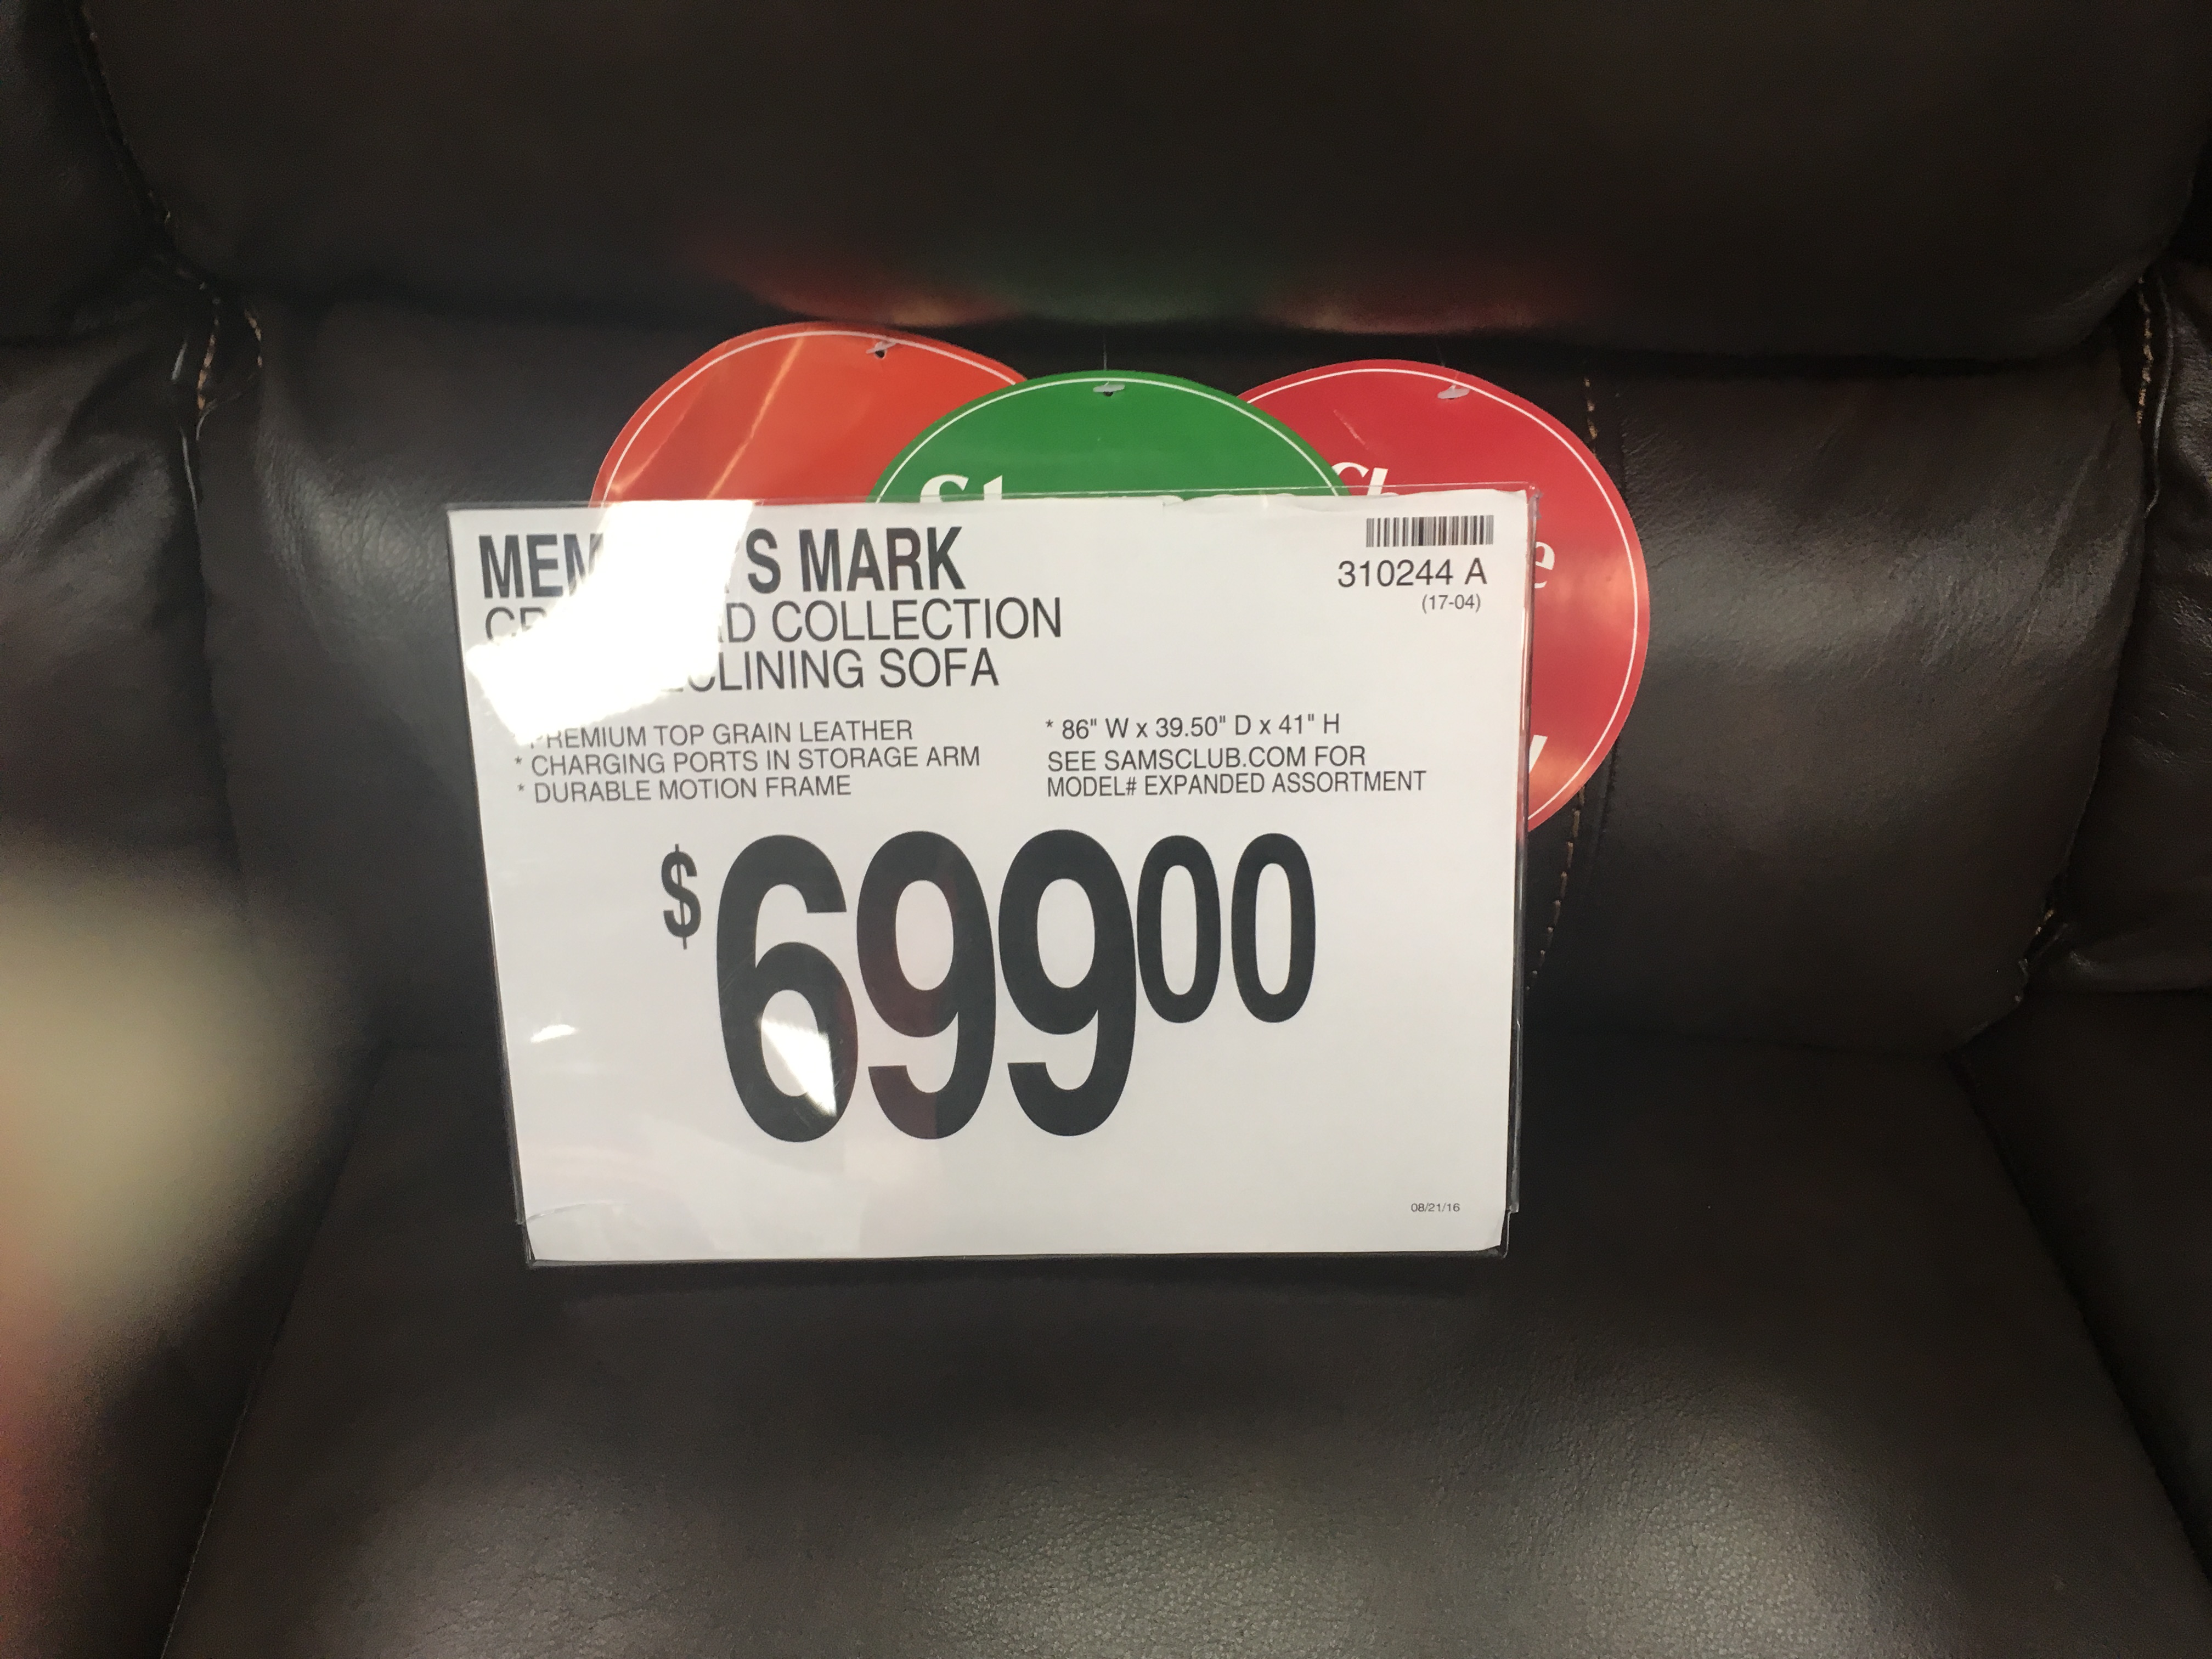 MARK
310244 A
(17-04)
COLLECTION
SOFA
PREMIUM TOP GRAIN LEATHER
* CHARGING PORTS IN STORAGE ARM
* DURABLE MOTION FRAME
* 86" W x 39.50" D x 41" H
SEE SAMSCLUB.COM FOR
MODEL# EXPANDED ASSORTMENT
$69900
08/21/16